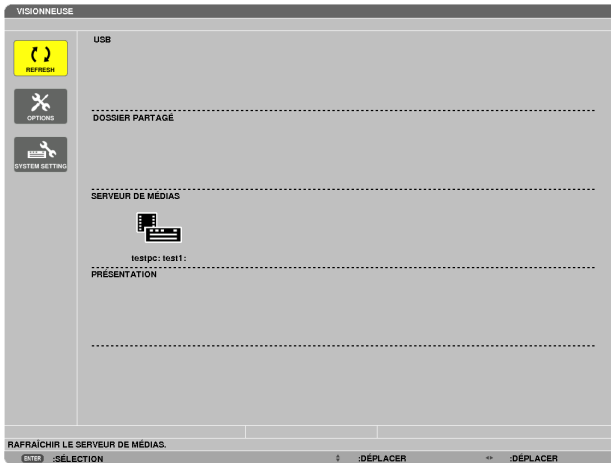 VISIONNEUSE
USB
REFRESH
OPTIONS
DOSSIER PARTAGÉ
SYSTEM SETTING
SERVEUR DE MÉDIAS
testpc: test1:
PRÉSENTATION
RAFRAÎCHIR LE SERVEUR DE MÉDIAS.
ENTER :SÉLECTION :DÉPLACER :DÉPLACER